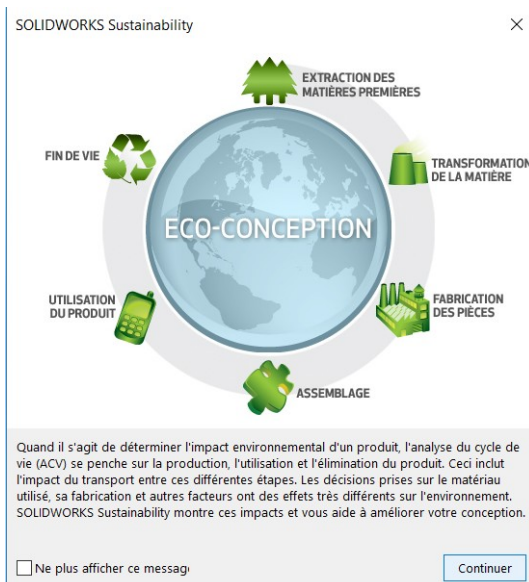 SOLIDWORKS Sustainability
EXTRACTION DES
MATIÈRES PREMIÈRES
FIN DE VIE
TRANSFORMATION
DE LA MATIÈRE
ECO-CONCEPTION
UTILISATION
DU PRODUIT
FABRICATION
DES PIÈCES
ASSEMBLAGE
Quand il s'agit de déterminer l'impact environnemental d'un produit, l'analyse du cycle de
vie (ACV) se penche sur la production, l'utilisation et l'élimination du produit. Ceci inclut
l'impact du transport entre ces différentes étapes. Les décisions prises sur le matériau
utilisé, sa fabrication et autres facteurs ont des effets très différents sur l'environnement.
SOLIDWORKS Sustainability montre ces impacts et vous aide à améliorer votre conception.
Ne plus afficher ce messag
Continuer